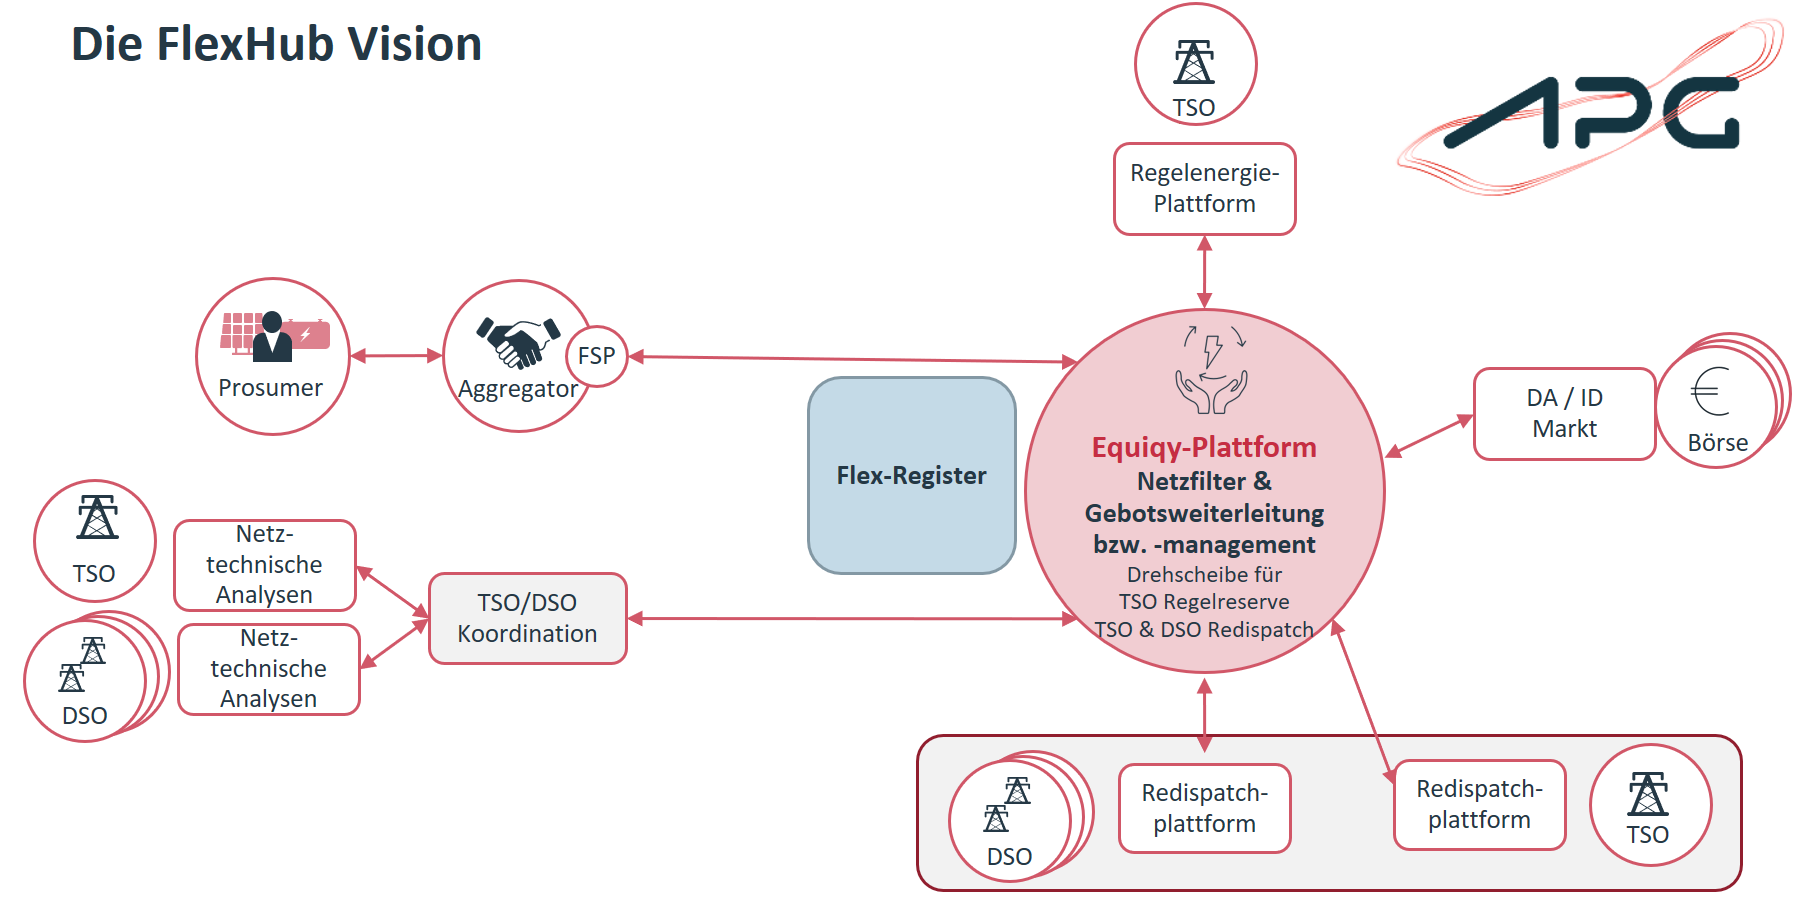 Die FlexHub Vision
TSO
APG
Regelenergie-
Plattform
Prosumer
Aggregator
FSP
Flex-Register
Equiqy-Plattform
Netzfilter &
Gebotsweiterleitung
bzw. -management
Drehscheibe für
TSO Regelreserve
TSO & DSO Redispatch
DA / ID
Markt
Börse
TSO
Netz-
technische
Analysen
DSO
Netz-
technische
Analysen
TSO/DSO
Koordination
DSO
Redispatch-
plattform
Redispatch-
plattform
TSO